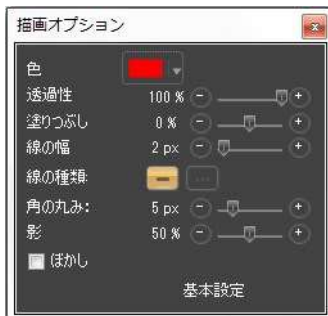 描画オプション
色
透過性 100 %
塗りつぶし 0 %
線の幅 2 px
線の種類:
角の丸み: 5 px
影 50 %
ぼかし
基本設定